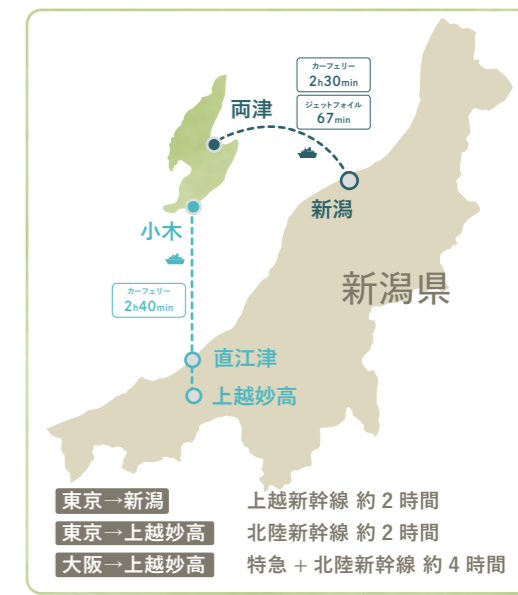 カーフェリー
2h30min
ジェットフォイル
67min
両津
新潟
小木
新潟県
カーフェリー
2h40min
直江津
上越妙高
東京→新潟 上越新幹線 約 2 時間
東京→上越妙高 北陸新幹線 約 2 時間
大阪→上越妙高 特急 + 北陸新幹線 約 4 時間